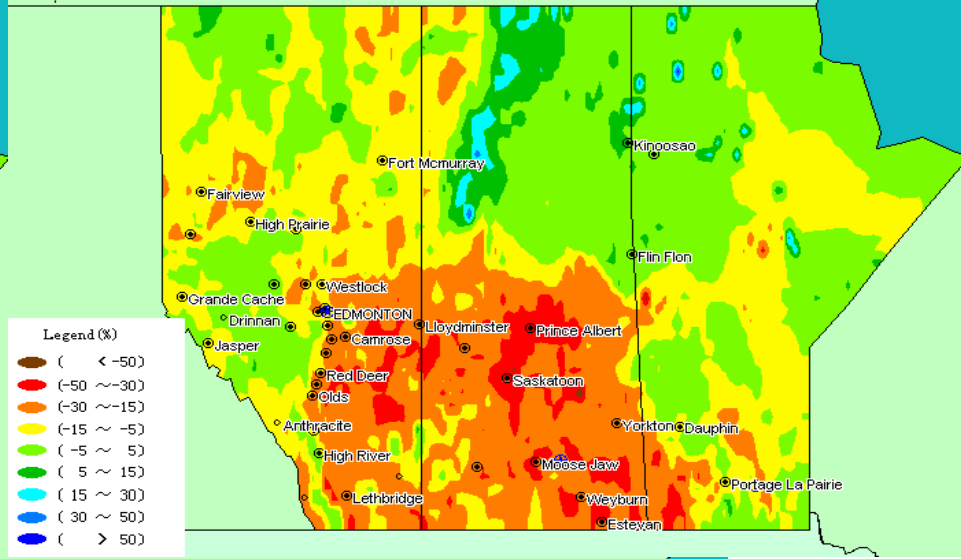 Kinoosao
Fort Mcmurray
Fairview
High Prairie
Flin Flon
Westlock
Grande Cache
EDMONTON
Drinnan
Lloydminster
Prince Albert
Camrose
Jasper
Red Deer
Saskatoon
Olds
Anthracite
Yorkton
Dauphin
High River
Moose Jaw
Portage La Pairie
Lethbridge
Weyburn
Estevan
Legend(%)
( < -50)
(-50 ～-30)
(-30 ～-15)
(-15 ～ -5)
(-5 ～ 5)
( 5 ～ 15)
( 15 ～ 30)
( 30 ～ 50)
( > 50)